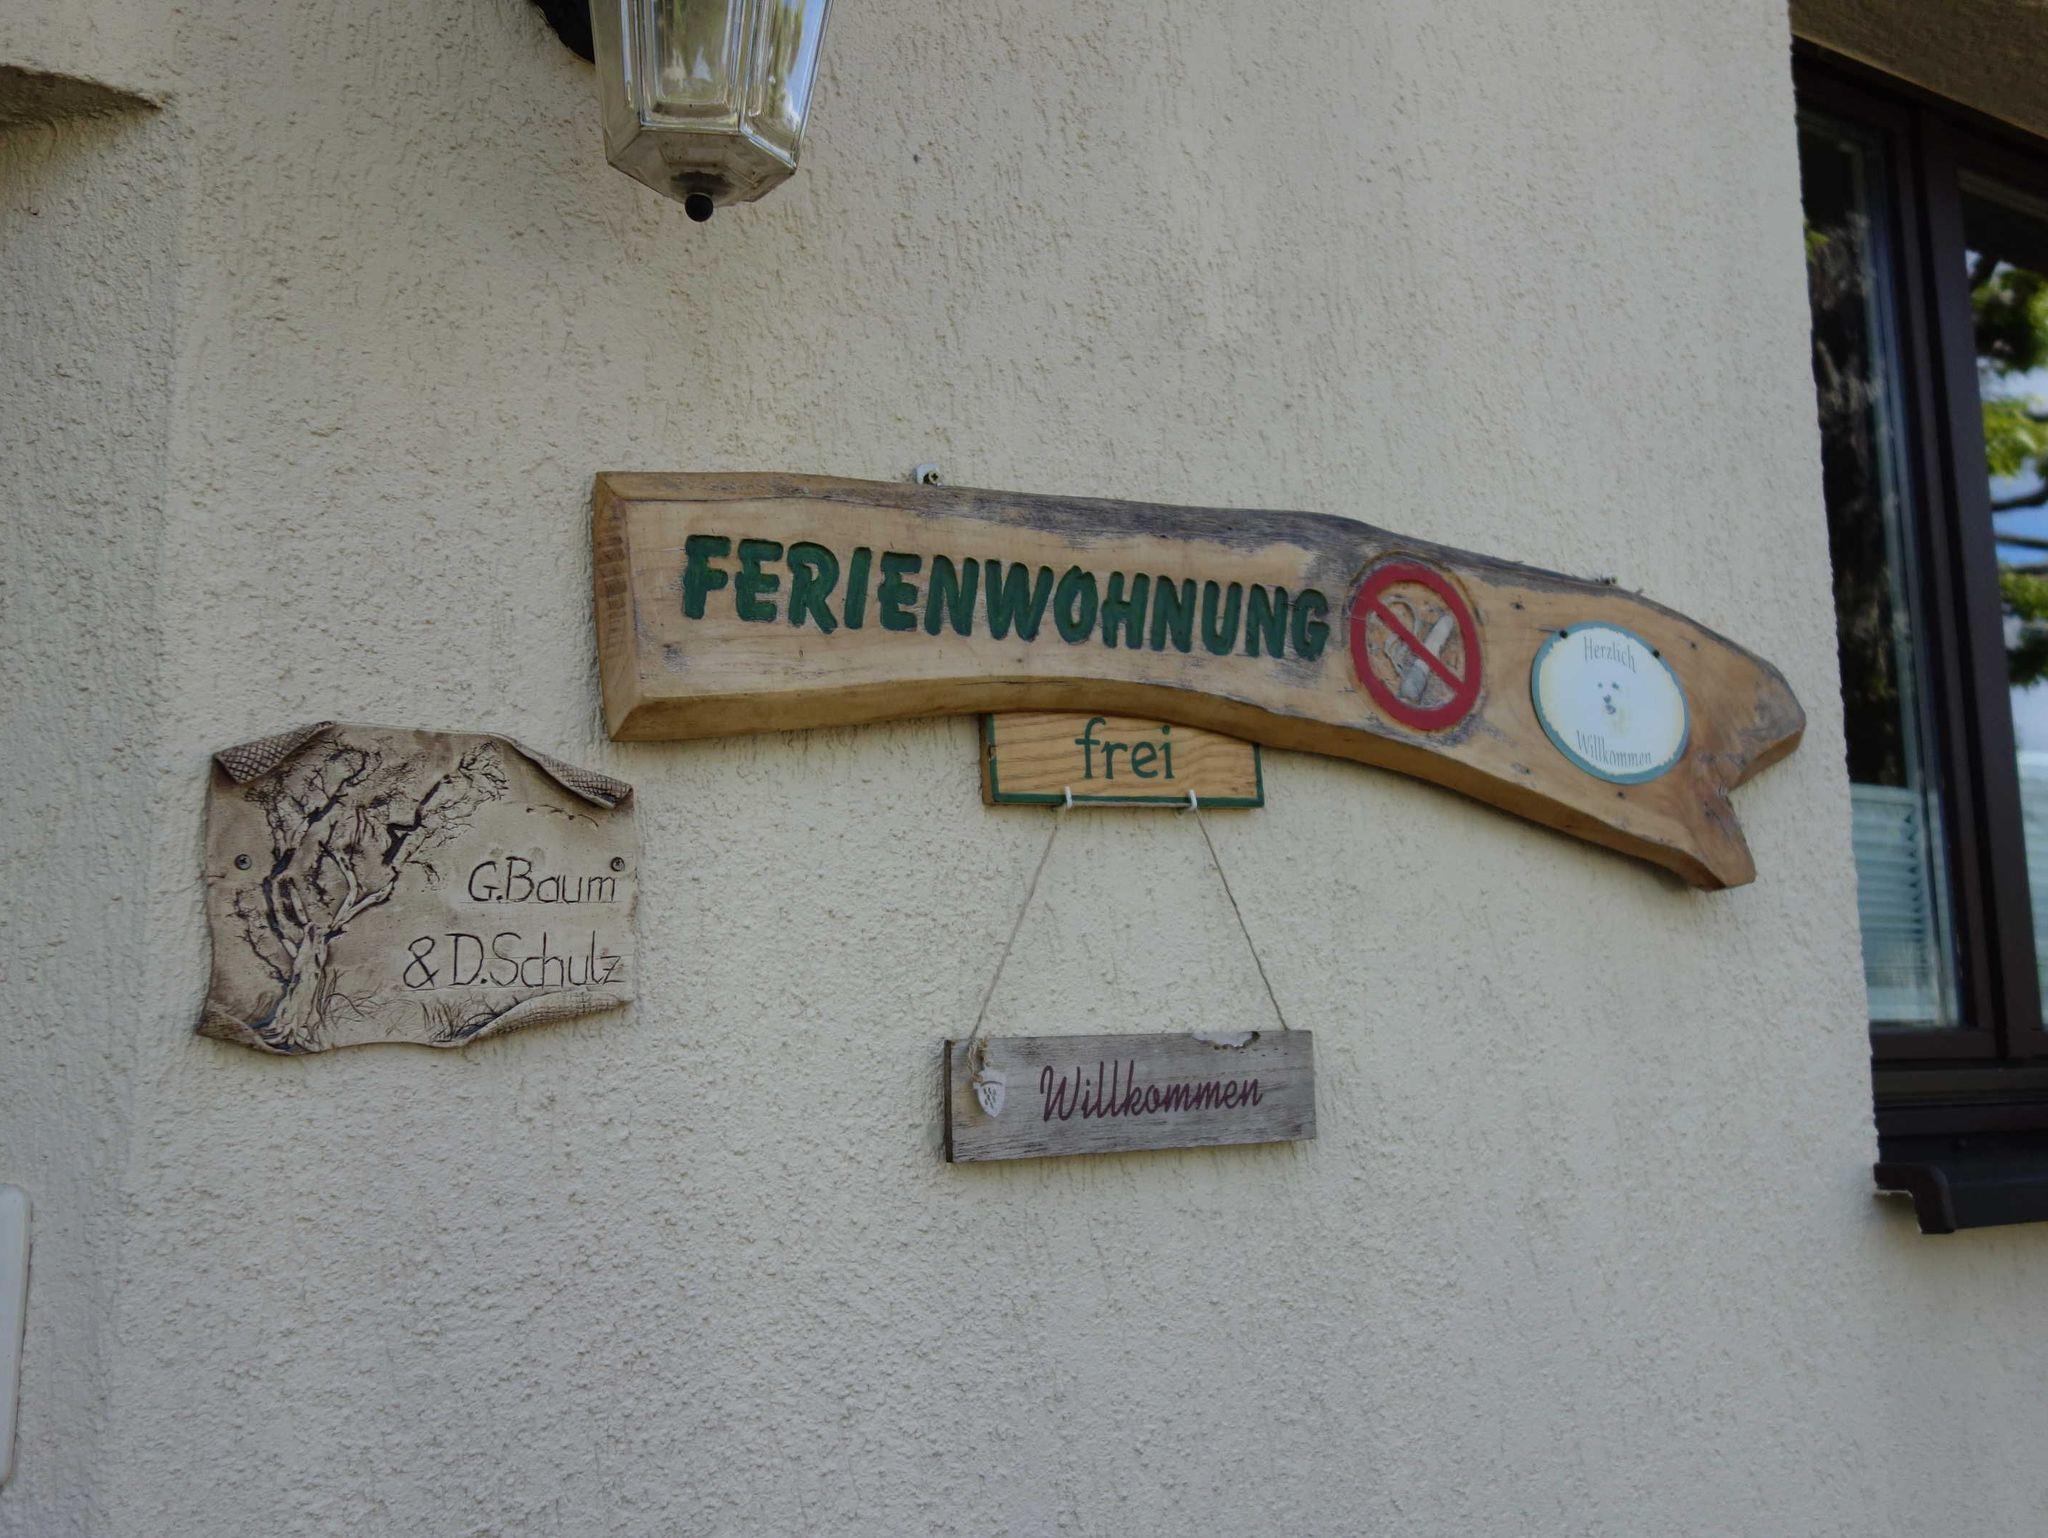 FERIENWOHNUNG
Herzlich
Willkommen
frei
G.Baum
& D.Schulz
Willkommen